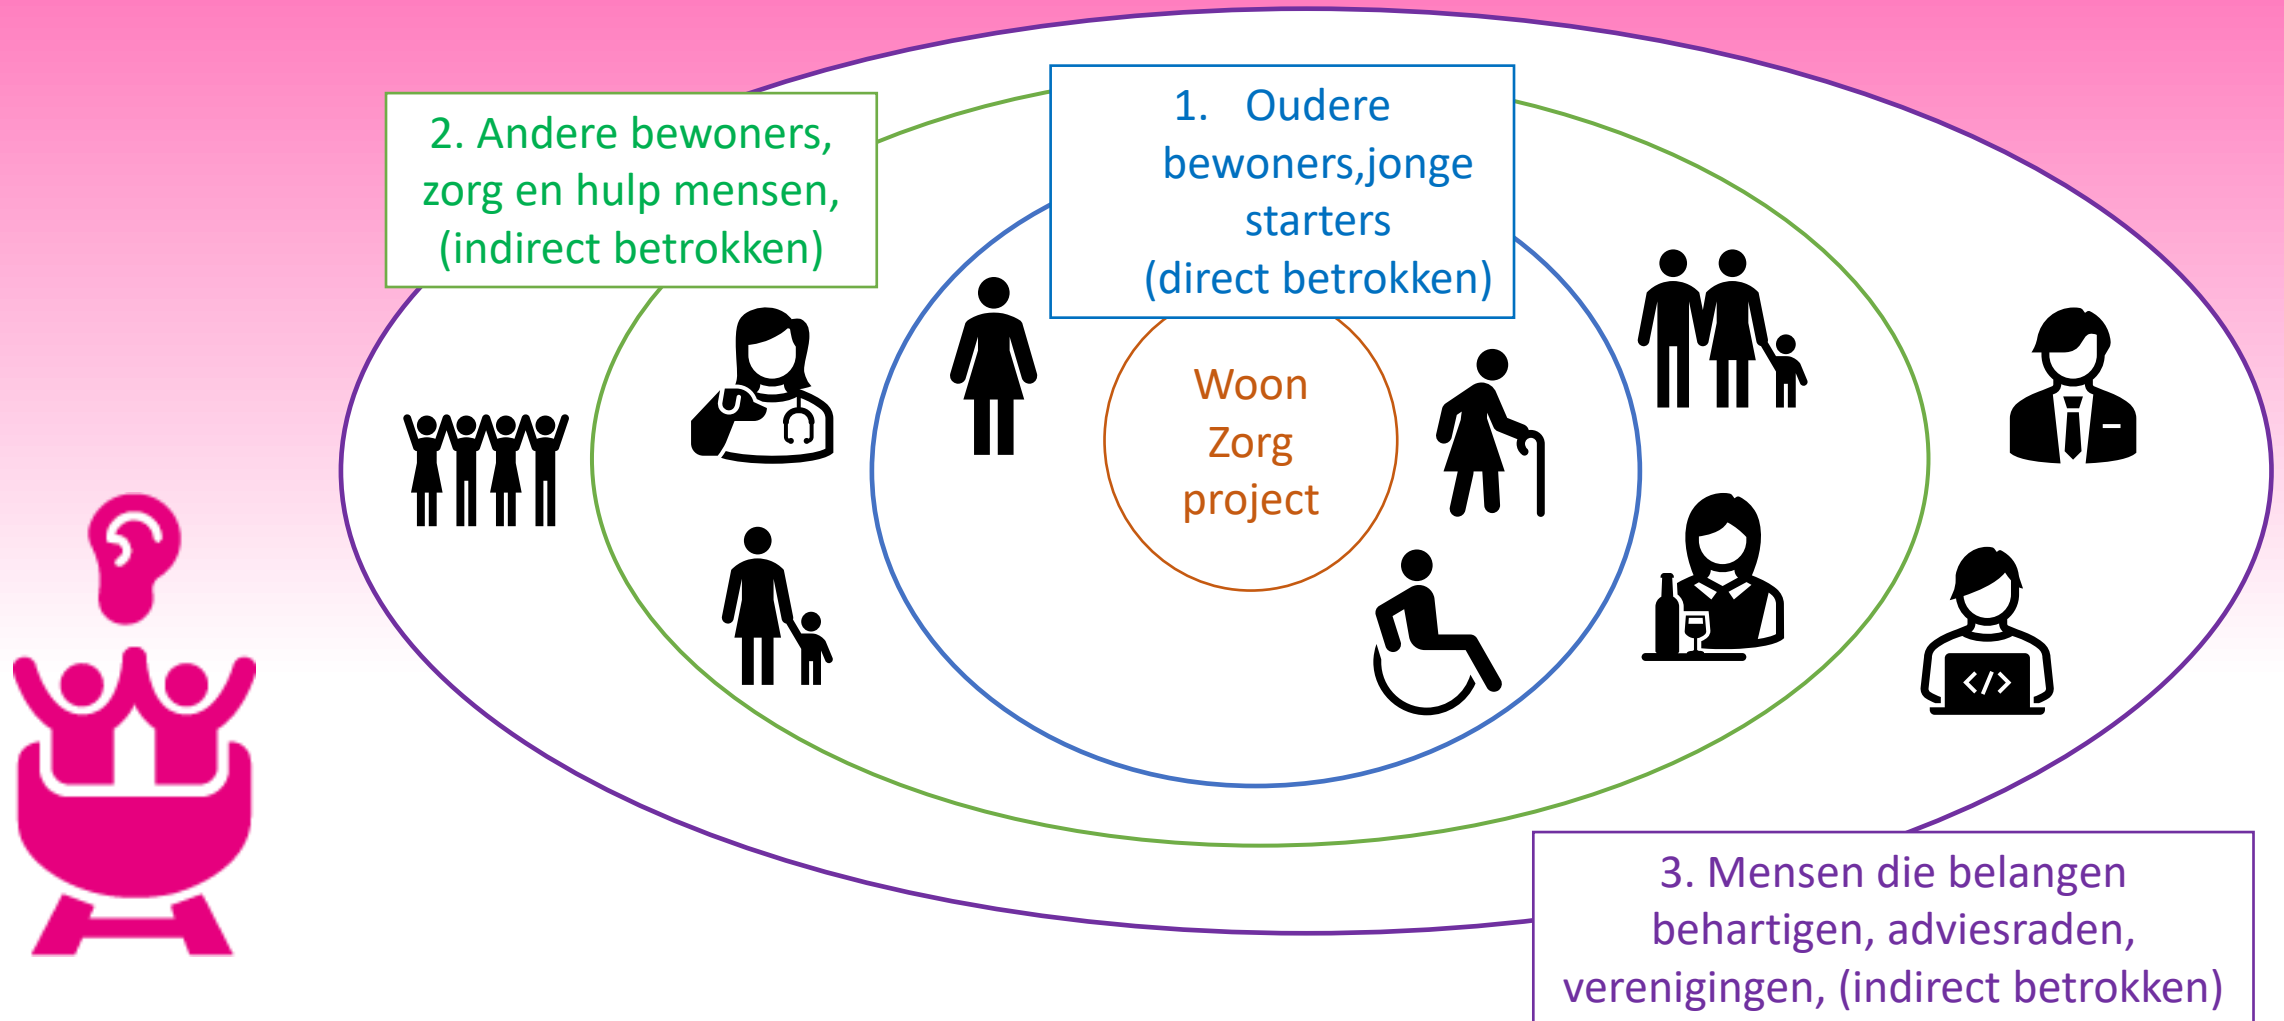 2. Andere bewoners,
zorg en hulp mensen,
(indirect betrokken)
1. Oudere
bewoners,jonge
starters
(direct betrokken)
Woon
Zorg
project
</>
3. Mensen die belangen
behartigen, adviesraden,
verenigingen, (indirect betrokken)